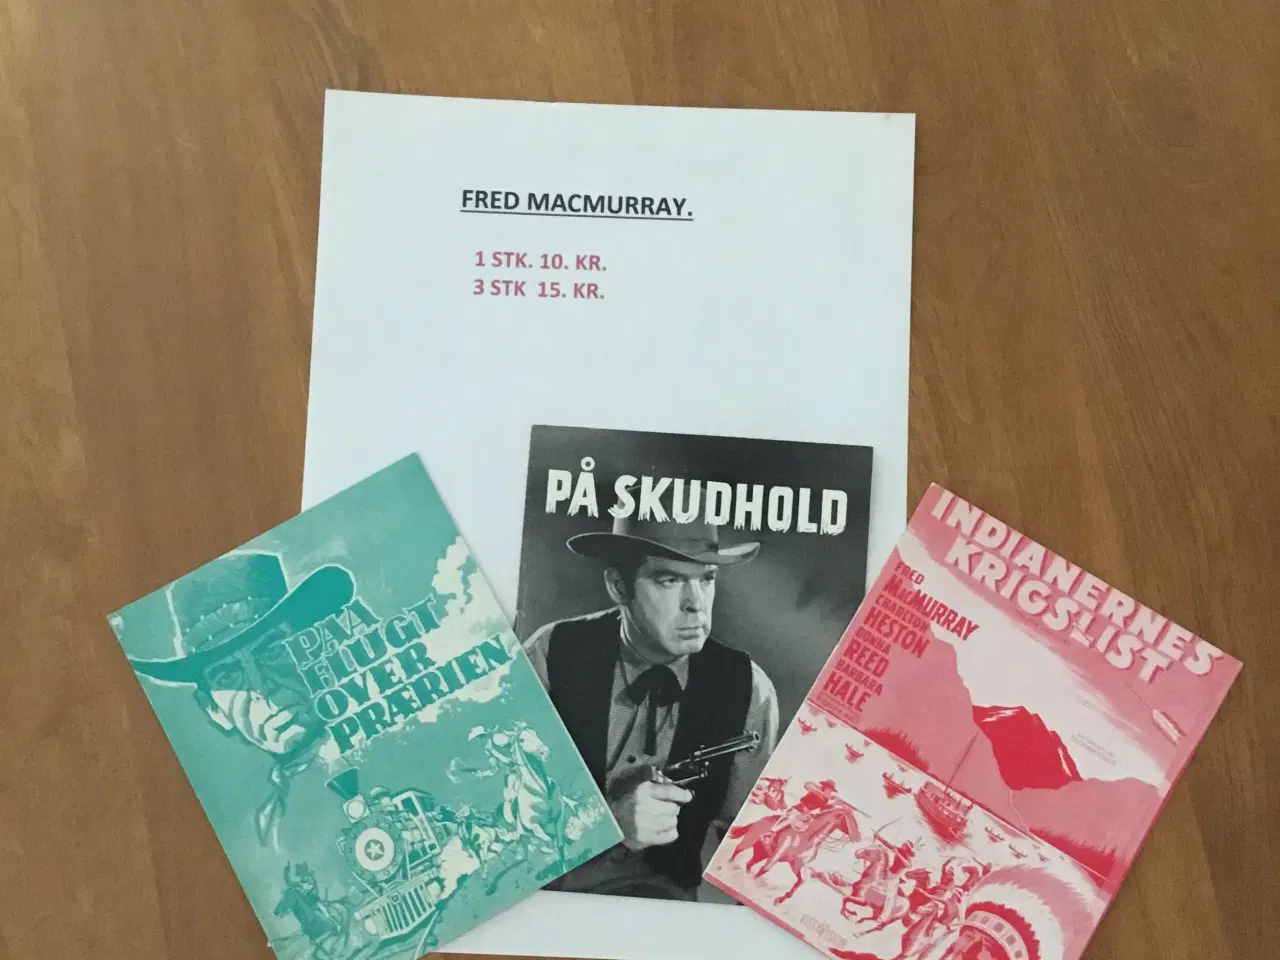 FRED MACMURRAY.
1 STK. 10. KR.
3 STK 15. KR.
PAA
FLUGT
OVER
PRÆRIEN
PÅ SKUDHOLD
INDIANERNES
KRIGSLIST
FRED
MacMURRAY
CHARLTON
HESTON
DONNA
REED
BARBARA
HALE
VISTAVISION